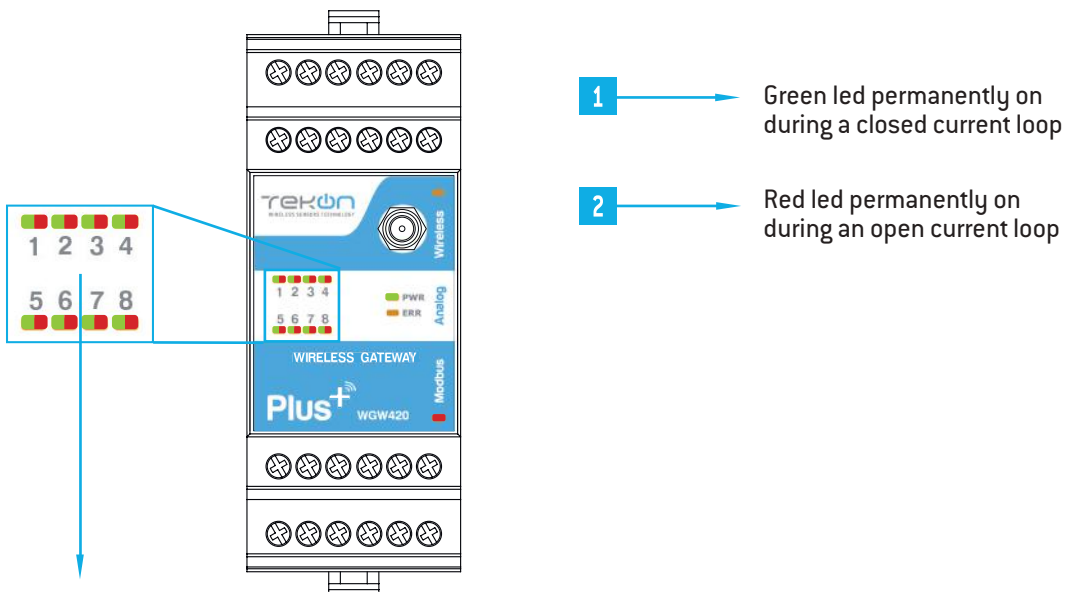 1
Green led permanently on
during a closed current loop
2
Red led permanently on
during an open current loop
TEKON
WIRELESS SENSORS TECHNOLOGY
Wireless
1 2 3 4
5 6 7 8
1 2 3 4
5 6 7 8
PWR
ERR
Analog
WIRELESS GATEWAY
Plus+
WGW420
Modbus